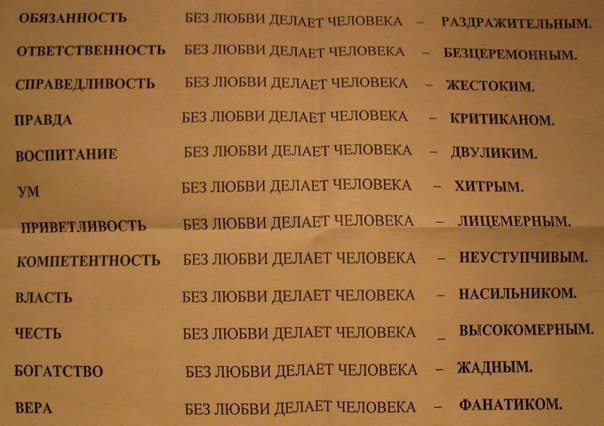 ОБЯЗАННОСТЬ БЕЗ ЛЮБВИ ДЕЛАЕТ ЧЕЛОВЕКА – РАЗДРАЖИТЕЛЬНЫМ.
ОТВЕТСТВЕННОСТЬ БЕЗ ЛЮБВИ ДЕЛАЕТ ЧЕЛОВЕКА – БЕЗЦЕРЕМОННЫМ.
СПРАВЕДЛИВОСТЬ БЕЗ ЛЮБВИ ДЕЛАЕТ ЧЕЛОВЕКА – ЖЕСТОКИМ.
ПРАВДА БЕЗ ЛЮБВИ ДЕЛАЕТ ЧЕЛОВЕКА – КРИТИКАНОМ.
ВОСПИТАНИЕ БЕЗ ЛЮБВИ ДЕЛАЕТ ЧЕЛОВЕКА – ДВУЛИКИМ.
УМ БЕЗ ЛЮБВИ ДЕЛАЕТ ЧЕЛОВЕКА – ХИТРЫМ.
ПРИВЕТЛИВОСТЬ БЕЗ ЛЮБВИ ДЕЛАЕТ ЧЕЛОВЕКА – ЛИЦЕМЕРНЫМ.
КОМПЕТЕНТНОСТЬ БЕЗ ЛЮБВИ ДЕЛАЕТ ЧЕЛОВЕКА – НЕУСТУПЧИВЫМ.
ВЛАСТЬ БЕЗ ЛЮБВИ ДЕЛАЕТ ЧЕЛОВЕКА – НАСИЛЬНИКОМ.
ЧЕСТЬ БЕЗ ЛЮБВИ ДЕЛАЕТ ЧЕЛОВЕКА _ ВЫСОКОМЕРНЫМ.
БОГАТСТВО БЕЗ ЛЮБВИ ДЕЛАЕТ ЧЕЛОВЕКА – ЖАДНЫМ.
ВЕРА БЕЗ ЛЮБВИ ДЕЛАЕТ ЧЕЛОВЕКА – ФАНАТИКОМ.